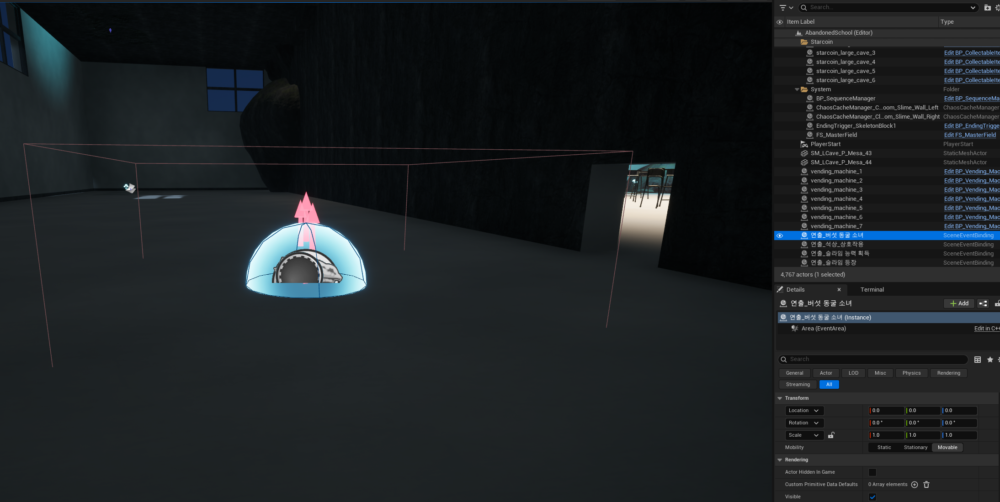 Search...
Item Label Type
AbandonedSchool (Editor)
Starcoin
starcoin_large_cave_3 Edit BP_CollectableIte
starcoin_large_cave_4 Edit BP_CollectableIte
starcoin_large_cave_5 Edit BP_CollectableIte
starcoin_large_cave_6 Edit BP_CollectableIte
System Folder
BP_SequenceManager Edit BP_SequenceMa
ChaosCacheManager_C...oom_Slime_Wall_Left ChaosCacheManager
ChaosCacheManager_Cl...om_Slime_Wall_Right ChaosCacheManager
EndingTrigger_SkeletonBlock1 Edit BP_EndingTrigge
FS_MasterField Edit FS_MasterField
PlayerStart PlayerStart
SM_LCave_P_Mesa_43 StaticMeshActor
SM_LCave_P_Mesa_44 StaticMeshActor
vending_machine_1 Edit BP_Vending_Mac
vending_machine_2 Edit BP_Vending_Mac
vending_machine_3 Edit BP_Vending_Mac
vending_machine_4 Edit BP_Vending_Mac
vending_machine_5 Edit BP_Vending_Mac
vending_machine_6 Edit BP_Vending_Mac
vending_machine_7 Edit BP_Vending_Mac
연출_버섯 동굴 소녀 SceneEventBinding
연출_석상_상호작용 SceneEventBinding
연출_슬라임 능력 획득 SceneEventBinding
연출_슬라임 등장 SceneEventBinding
4,767 actors (1 selected)
Details Terminal
연출_버섯 동굴 소녀 Add
연출_버섯 동굴 소녀 (Instance)
Area (EventArea) Edit in C++
Search
General Actor LOD Misc Physics Rendering
Streaming All
Transform
Location 0.0 0.0 0.0
Rotation 0.0 ° 0.0 ° 0.0 °
Scale 1.0 1.0 1.0
Mobility Static Stationary Movable
Rendering
Actor Hidden In Game
Custom Primitive Data Defaults 0 Array elements
Visible